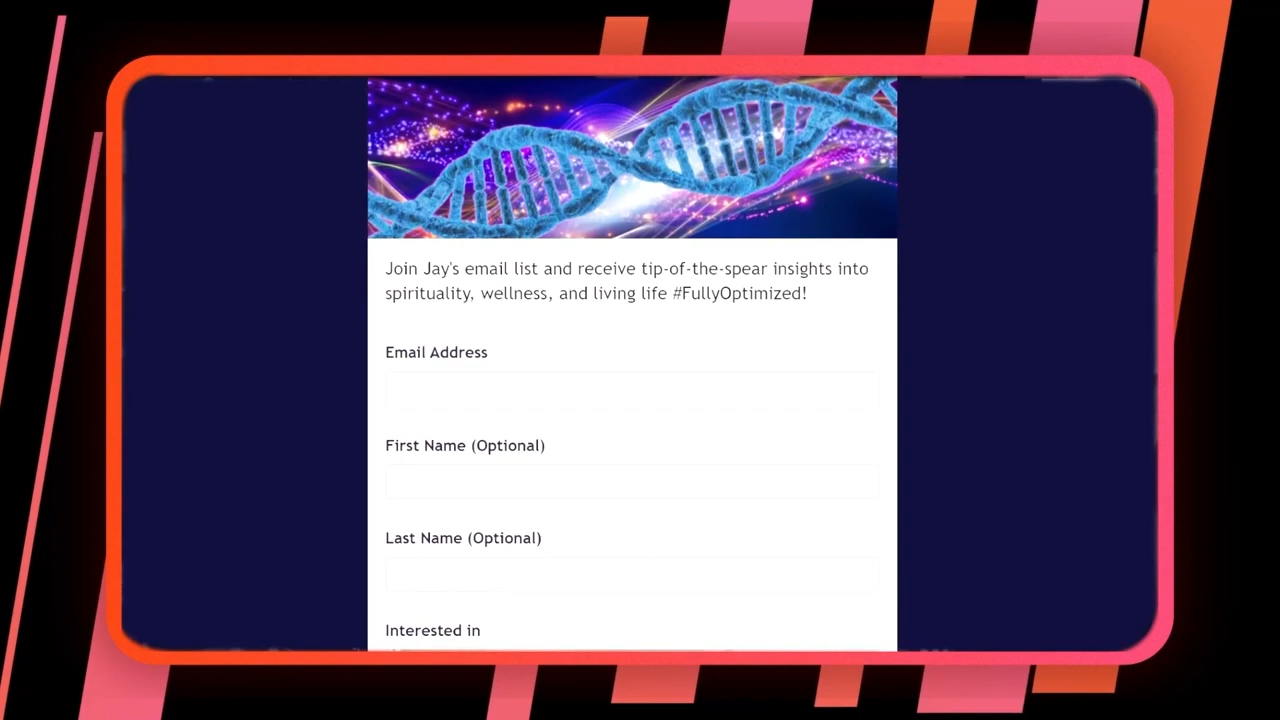 Join Jay's email list and receive tip-of-the-spear insights into
spirituality, wellness, and living life #FullyOptimized!
Email Address
First Name (Optional)
Last Name (Optional)
Interested in